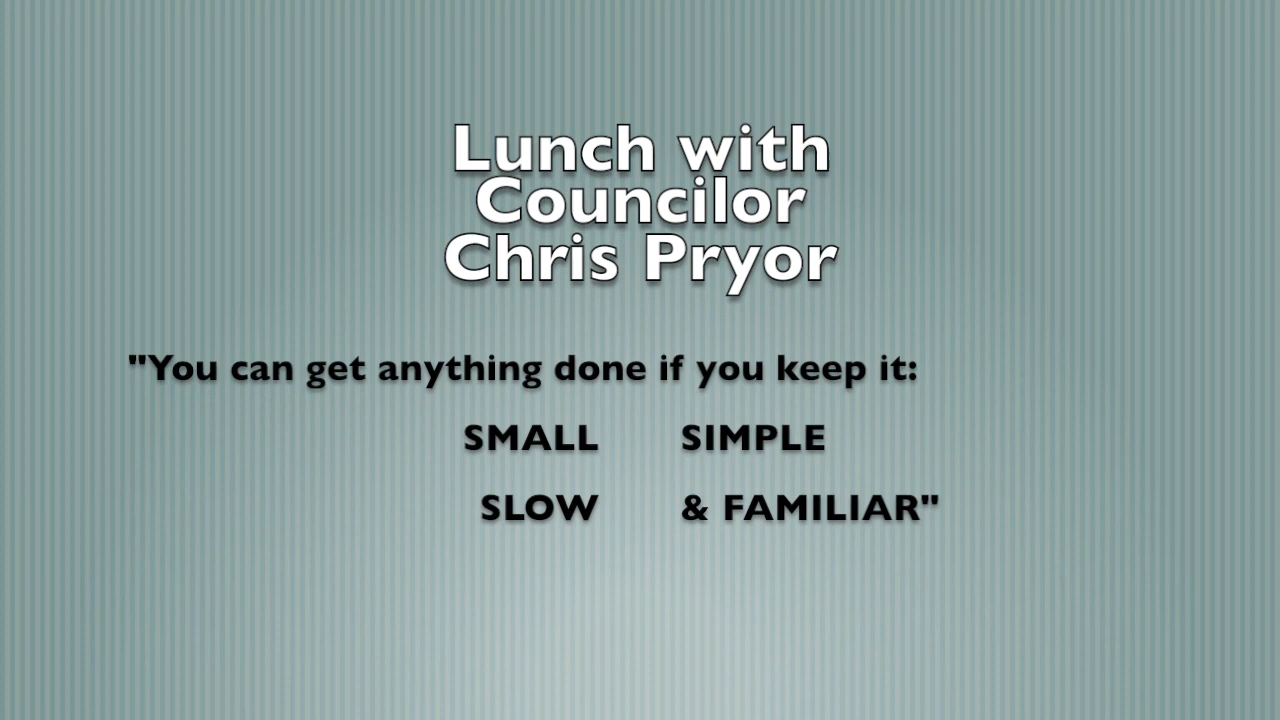 Lunch with
Councilor
Chris Pryor
"You can get anything done if you keep it:
SMALL SIMPLE
SLOW & FAMILIAR"